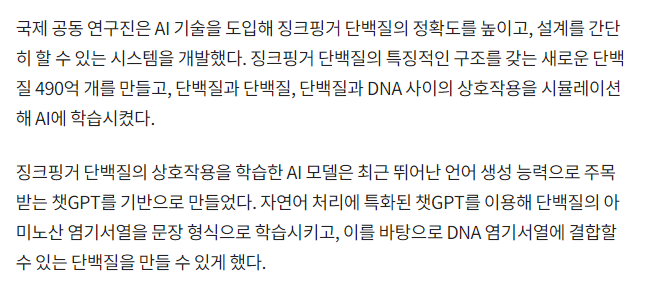 국제 공동 연구진은 AI 기술을 도입해 징크핑거 단백질의 정확도를 높이고, 설계를 간단
히 할 수 있는 시스템을 개발했다. 징크핑거 단백질의 특징적인 구조를 갖는 새로운 단백
질 490억 개를 만들고, 단백질과 단백질, 단백질과 DNA 사이의 상호작용을 시뮬레이션
해 AI에 학습시켰다.
징크핑거 단백질의 상호작용을 학습한 AI 모델은 최근 뛰어난 언어 생성 능력으로 주목
받는 챗GPT를 기반으로 만들었다. 자연어 처리에 특화된 챗GPT를 이용해 단백질의 아
미노산 염기서열을 문장 형식으로 학습시키고, 이를 바탕으로 DNA 염기서열에 결합할
수 있는 단백질을 만들 수 있게 했다.